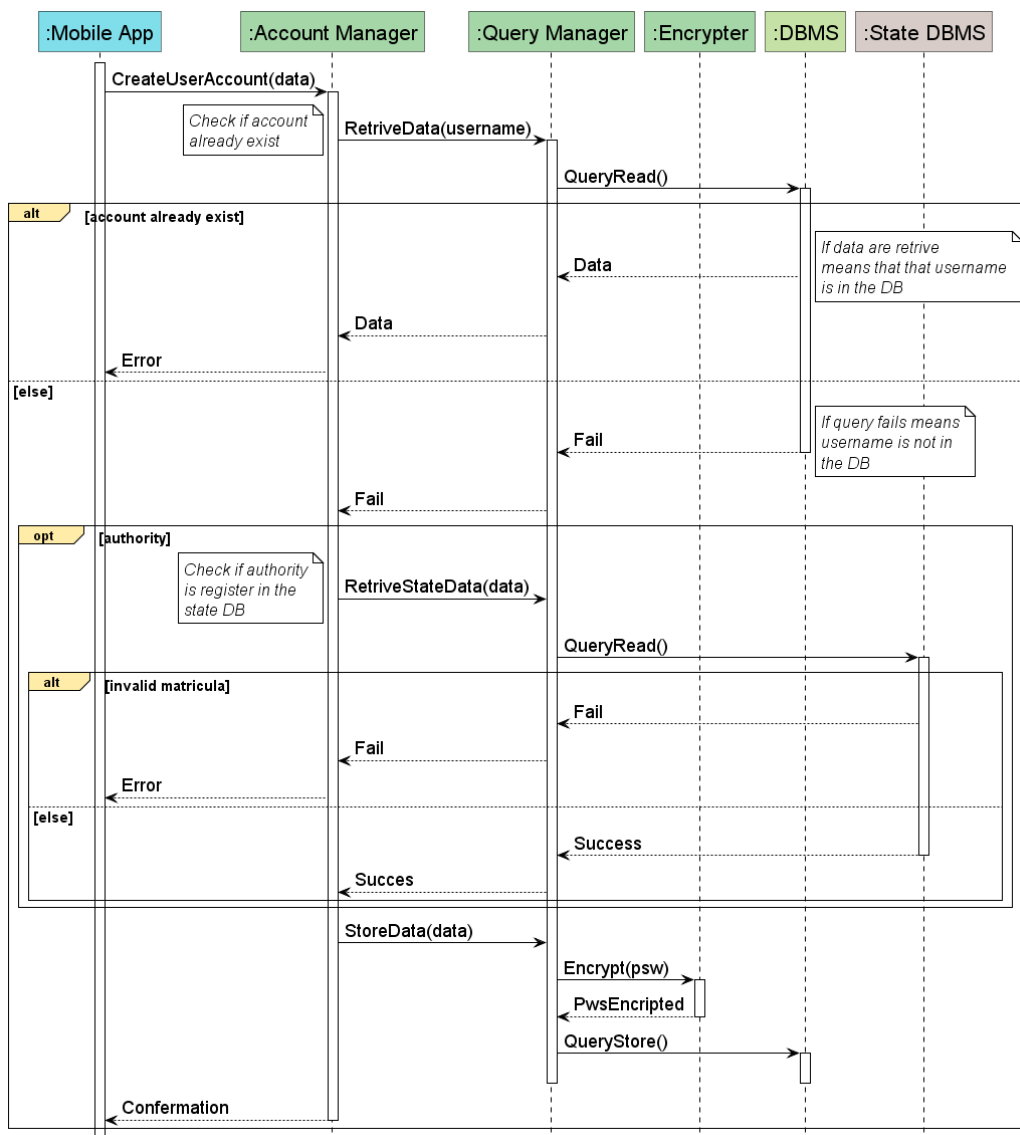 :Mobile App
:Account Manager
:Query Manager
:Encrypter
:DBMS
:State DBMS
CreateUserAccount(data)
Check if account
already exist
RetriveData(username)
QueryRead()
alt
[account already exist]
If data are retrive
means that that username
is in the DB
Data
Data
Error
[else]
If query fails means
username is not in
the DB
Fail
Fail
opt
[authority]
Check if authority
is register in the
state DB
RetriveStateData(data)
QueryRead()
alt
[invalid matricula]
Fail
Fail
Error
[else]
Success
Succes
StoreData(data)
Encrypt(psw)
PwsEncripted
QueryStore()
Confermation